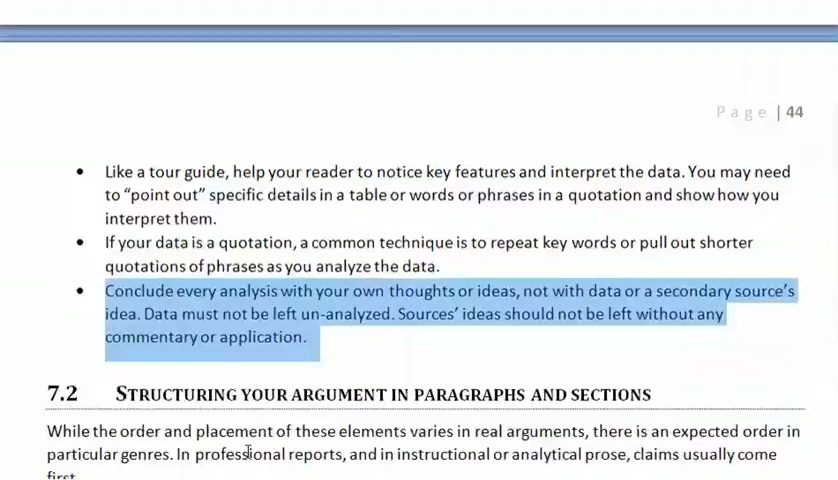 Page | 44
• Like a tour guide, help your reader to notice key features and interpret the data. You may need
to “point out” specific details in a table or words or phrases in a quotation and show how you
interpret them.
• If your data is a quotation, a common technique is to repeat key words or pull out shorter
quotations of phrases as you analyze the data.
• Conclude every analysis with your own thoughts or ideas, not with data or a secondary source’s
idea. Data must not be left un-analyzed. Sources’ ideas should not be left without any
commentary or application.
7.2 STRUCTURING YOUR ARGUMENT IN PARAGRAPHS AND SECTIONS
While the order and placement of these elements varies in real arguments, there is an expected order in
particular genres. In professional reports, and in instructional or analytical prose, claims usually come
first